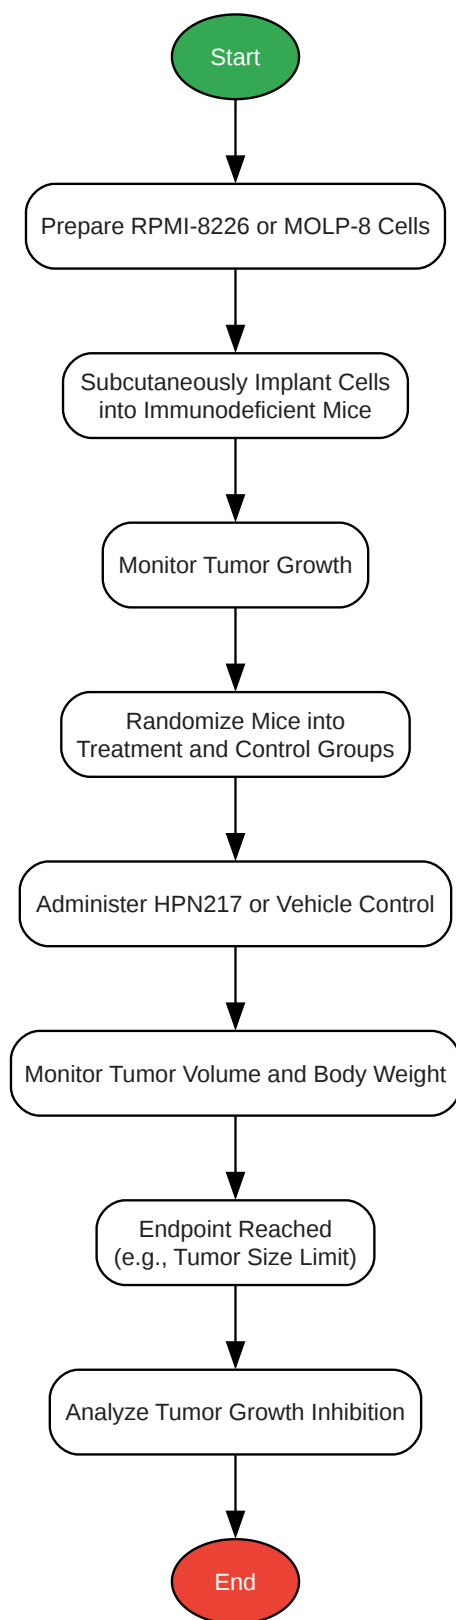 Start
Prepare RPMI-8226 or MOLP-8 Cells
Subcutaneously Implant Cells
into Immunodeficient Mice
Monitor Tumor Growth
Randomize Mice into
Treatment and Control Groups
Administer HPN217 or Vehicle Control
Monitor Tumor Volume and Body Weight
Endpoint Reached
(e.g., Tumor Size Limit)
Analyze Tumor Growth Inhibition
End